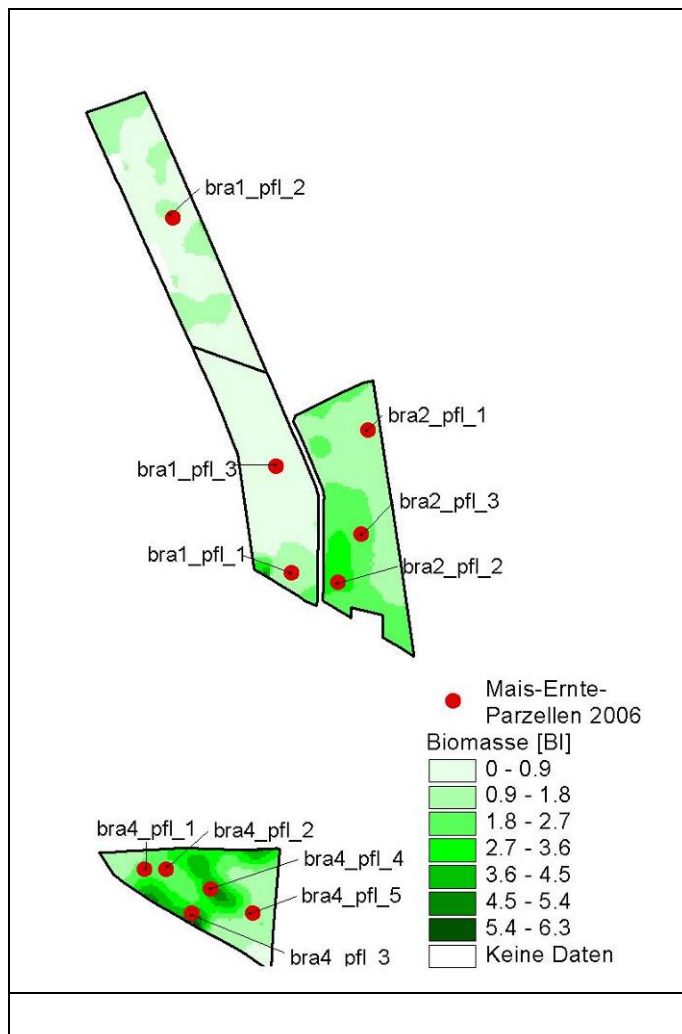 bra1_pfl_2
bra2_pfl_1
bra1_pfl_3
bra2_pfl_3
bra1_pfl_1
bra2_pfl_2
Mais-Ernte-
Parzellen 2006
Biomasse [BI]
0 - 0.9
0.9 - 1.8
1.8 - 2.7
2.7 - 3.6
3.6 - 4.5
4.5 - 5.4
5.4 - 6.3
Keine Daten
bra4_pfl_1
bra4_pfl_2
bra4_pfl_4
bra4_pfl_5
bra4_pfl_3